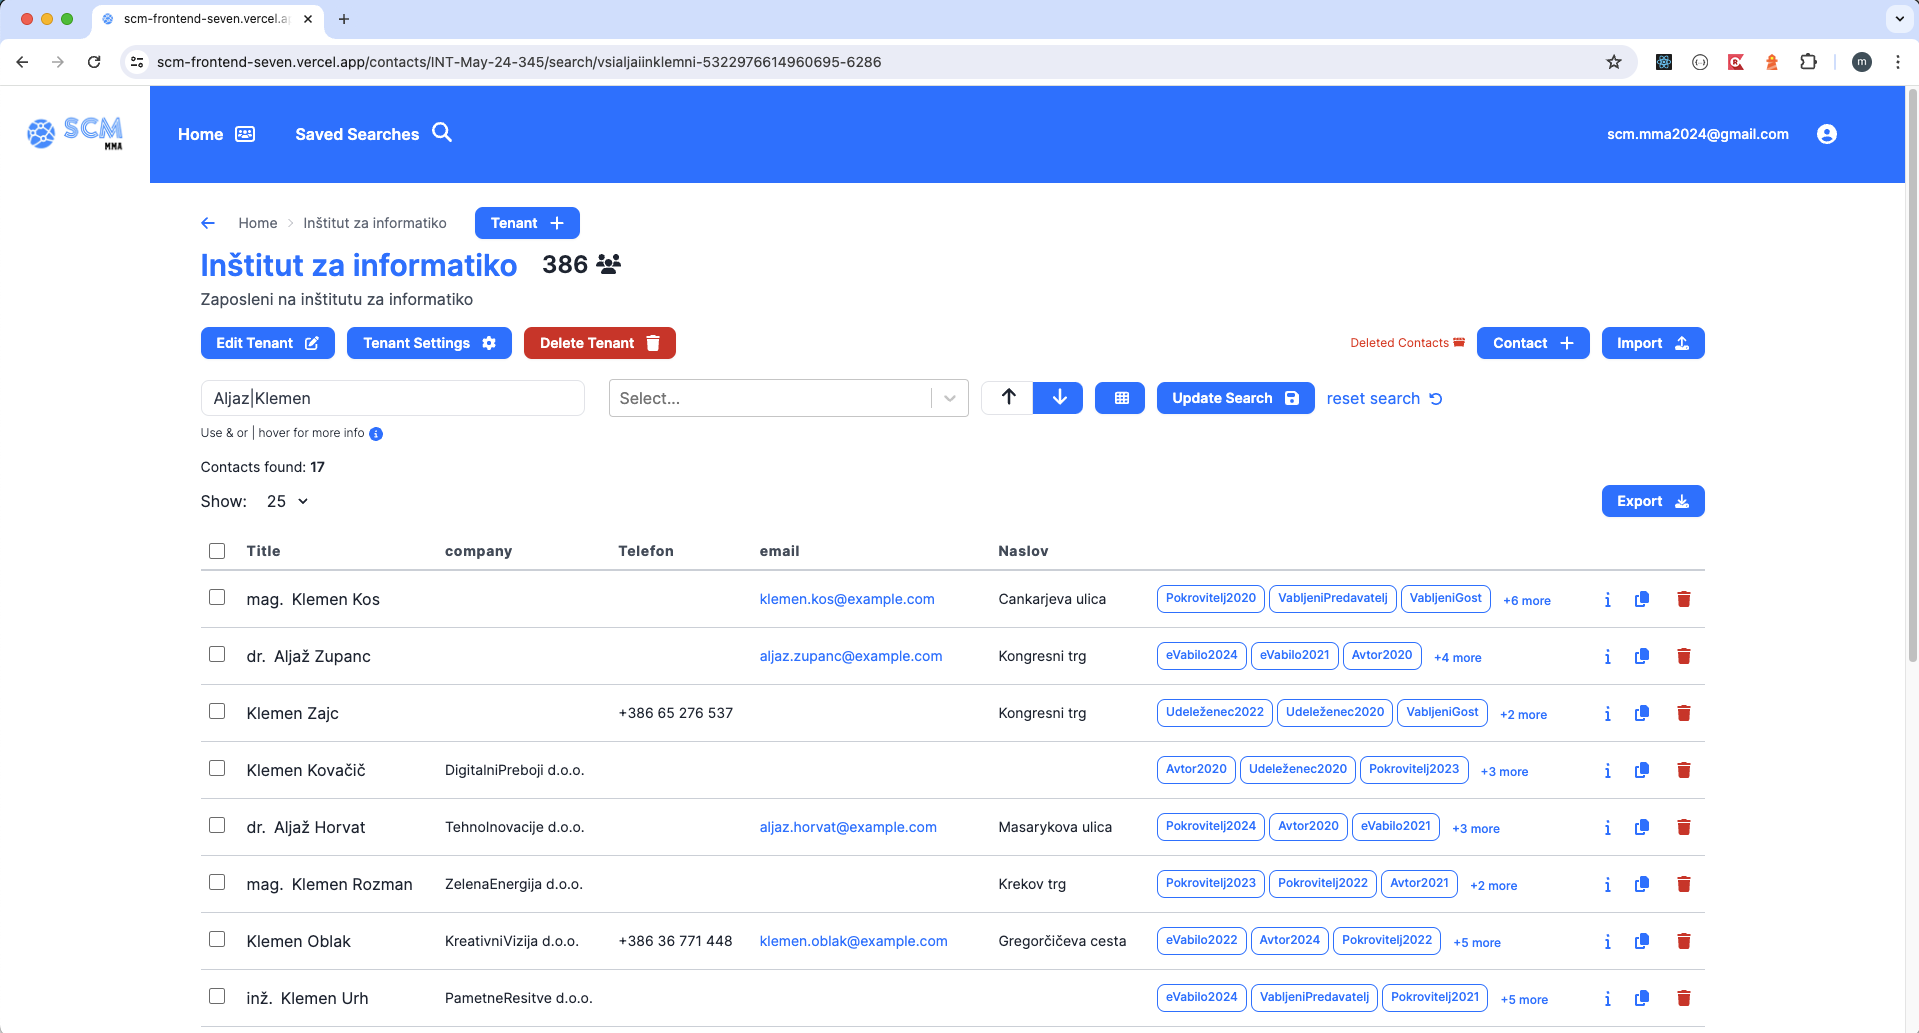 scm-frontend-seven.vercel.a
scm-frontend-seven.vercel.app/contacts/INT-May-24-345/search/vsialjaiinklemni-5322976614960695-6286
m
SCM
MMA
Home
Saved Searches
scm.mma2024@gmail.com
Home > Inštitut za informatiko
Tenant +
Inštitut za informatiko 386
Zaposleni na inštitutu za informatiko
Edit Tenant
Tenant Settings
Delete Tenant
Deleted Contacts
Contact +
Import
Aljaz|Klemen
Select...
Update Search
reset search
Use & or | hover for more info
Contacts found: 17
Show: 25
Export
Title company Telefon email Naslov
mag. Klemen Kos klemen.kos@example.com Cankarjeva ulica Pokrovitelj2020 VabljeniPredavatelj VabljeniGost +6 more
dr. Aljaž Zupanc aljaz.zupanc@example.com Kongresni trg eVabilo2024 eVabilo2021 Avtor2020 +4 more
Klemen Zajc +386 65 276 537 Kongresni trg Udeleženec2022 Udeleženec2020 VabljeniGost +2 more
Klemen Kovačič DigitalniPreboji d.o.o. Avtor2020 Udeleženec2020 Pokrovitelj2023 +3 more
dr. Aljaž Horvat TehnoInovacije d.o.o. aljaz.horvat@example.com Masarykova ulica Pokrovitelj2024 Avtor2020 eVabilo2021 +3 more
mag. Klemen Rozman ZelenaEnergija d.o.o. Krekov trg Pokrovitelj2023 Pokrovitelj2022 Avtor2021 +2 more
Klemen Oblak KreativniVizija d.o.o. +386 36 771 448 klemen.oblak@example.com Gregorčičeva cesta eVabilo2022 Avtor2024 Pokrovitelj2022 +5 more
inž. Klemen Urh PametneResitve d.o.o. eVabilo2024 VabljeniPredavatelj Pokrovitelj2021 +5 more